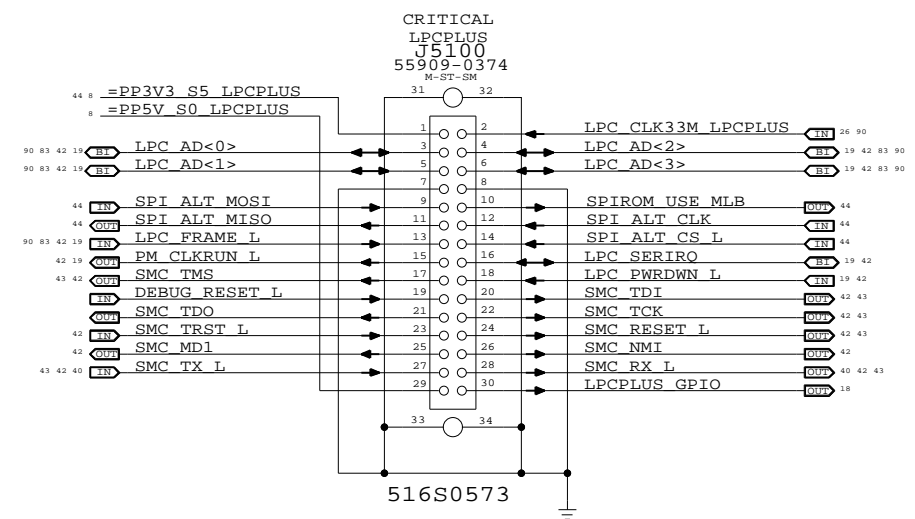 CRITICAL
LPCPLUS
J5100
55909-0374
M-ST-SM
31 32
44 8 =PP3V3_S5_LPCPLUS
8 =PP5V_S0_LPCPLUS
1 2 LPC_CLK33M_LPCPLUS IN 26 90
90 83 42 19 BI LPC_AD<0> 3 4 LPC_AD<2> BI 19 42 83 90
90 83 42 19 BI LPC_AD<1> 5 6 LPC_AD<3> BI 19 42 83 90
7 8
44 IN SPI_ALT_MOSI 9 10 SPIROM_USE_MLB OUT 44
44 OUT SPI_ALT_MISO 11 12 SPI_ALT_CLK IN 44
90 83 42 19 IN LPC_FRAME_L 13 14 SPI_ALT_CS_L IN 44
42 19 OUT PM_CLKRUN_L 15 16 LPC_SERIRQ BI 19 42
43 42 OUT SMC_TMS 17 18 LPC_PWRDWN_L IN 19 42
IN DEBUG_RESET_L 19 20 SMC_TDI OUT 42 43
OUT SMC_TDO 21 22 SMC_TCK OUT 42 43
42 IN SMC_TRST_L 23 24 SMC_RESET_L OUT 42 43
42 OUT SMC_MD1 25 26 SMC_NMI OUT 42
43 42 40 IN SMC_TX_L 27 28 SMC_RX_L OUT 40 42 43
29 30 LPCPLUS_GPIO OUT 18
33 34
516S0573